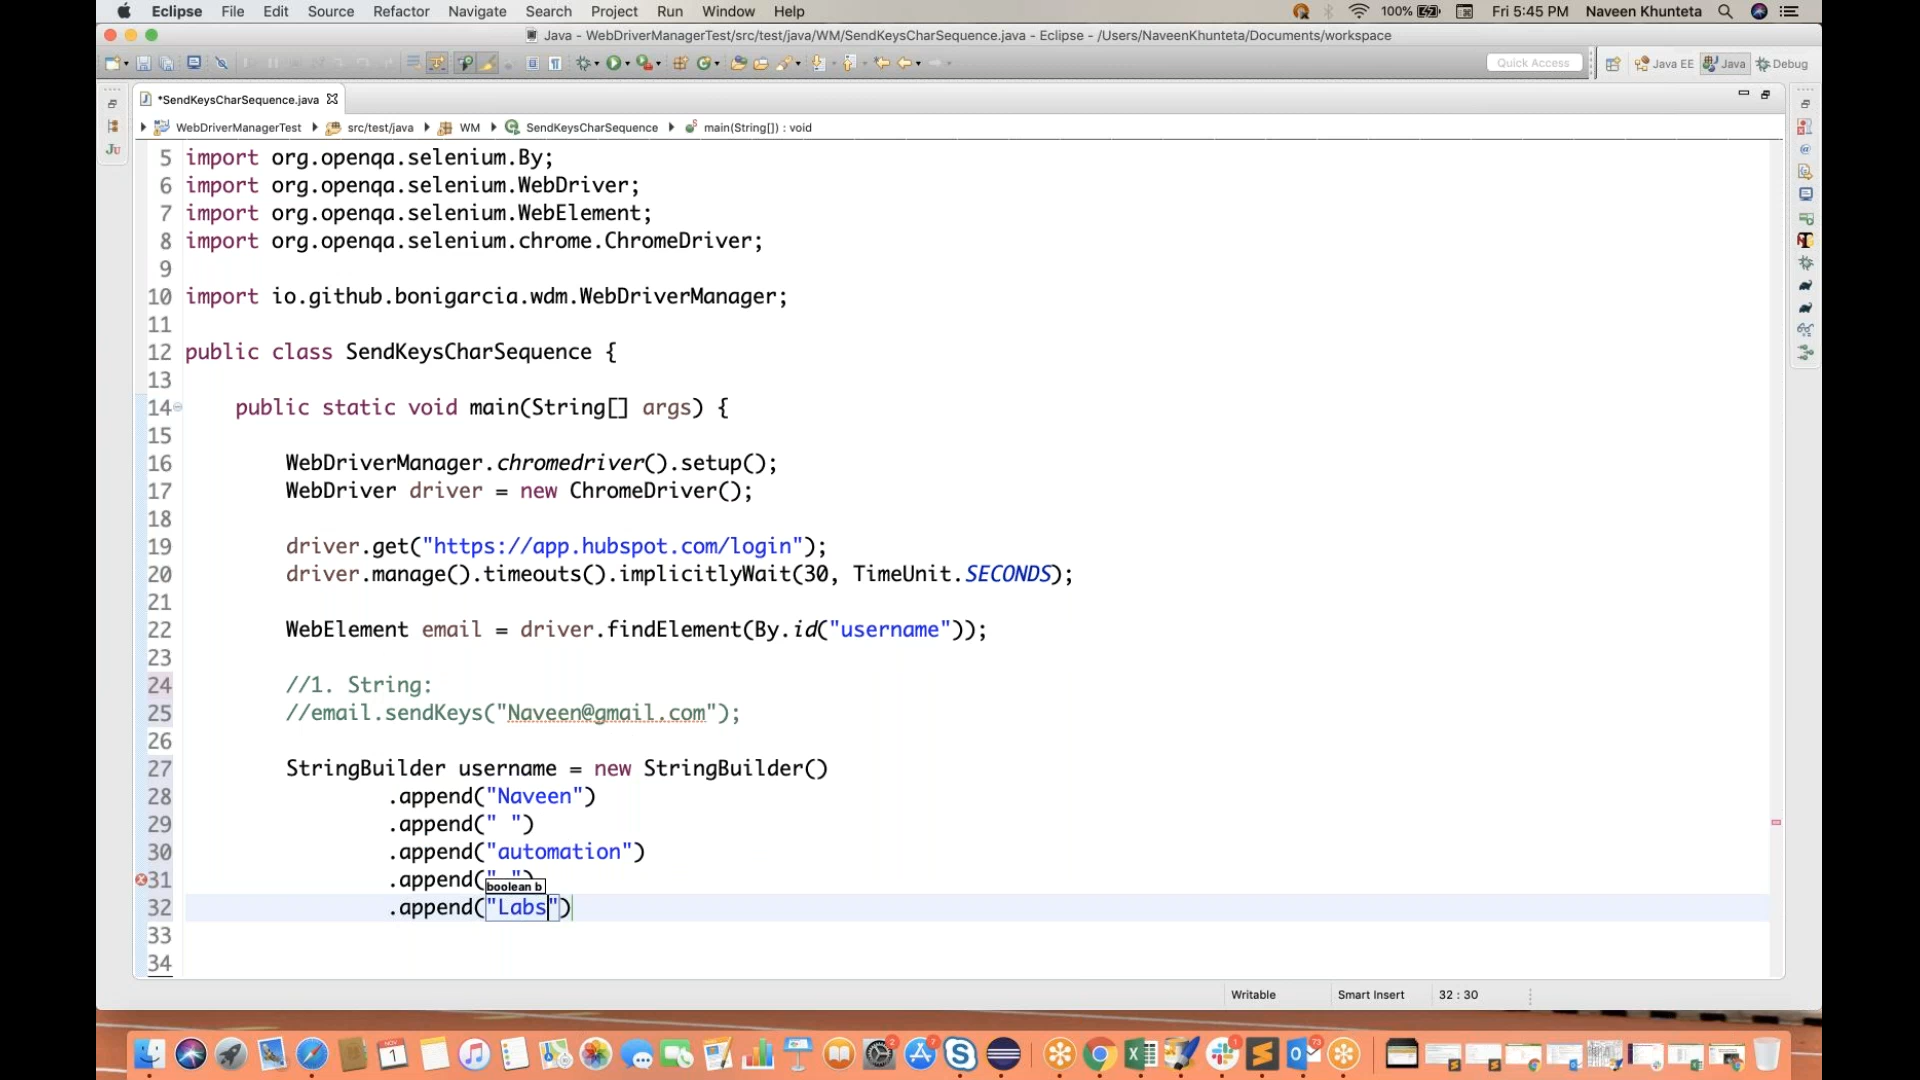 Eclipse File Edit Source Refactor Navigate Search Project Run Window Help 100% Fri 5:45 PM Naveen Khunteta
Java - WebDriverManagerTest/src/test/java/WM/SendKeysCharSequence.java - Eclipse - /Users/NaveenKhunteta/Documents/workspace
Quick Access Java EE Java Debug
*SendKeysCharSequence.java
WebDriverManagerTest src/test/java WM SendKeysCharSequence main(String[]) : void
5 import org.openqa.selenium.By;
6 import org.openqa.selenium.WebDriver;
7 import org.openqa.selenium.WebElement;
8 import org.openqa.selenium.chrome.ChromeDriver;
9
10 import io.github.bonigarcia.wdm.WebDriverManager;
11
12 public class SendKeysCharSequence {
13
14 public static void main(String[] args) {
15
16 WebDriverManager.chromedriver().setup();
17 WebDriver driver = new ChromeDriver();
18
19 driver.get("https://app.hubspot.com/login");
20 driver.manage().timeouts().implicitlyWait(30, TimeUnit.SECONDS);
21
22 WebElement email = driver.findElement(By.id("username"));
23
24 //1. String:
25 //email.sendKeys("Naveen@gmail.com");
26
27 StringBuilder username = new StringBuilder()
28 .append("Naveen")
29 .append(" ")
30 .append("automation")
31 .append(" ")
boolean b
32 .append("Labs")
33
34
Writable Smart Insert 32 : 30